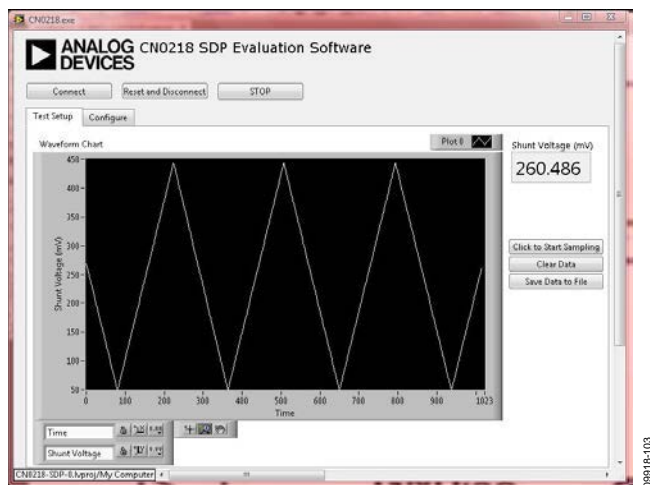 CN0218.exe
ANALOG DEVICES
CN0218 SDP Evaluation Software
Connect
Reset and Disconnect
STOP
Test Setup
Configure
Waveform Chart
Plot 0
Shunt Voltage (mV)
260.486
Click to Start Sampling
Clear Data
Save Data to File
Shunt Voltage (mV)
450
400
350
300
250
200
150
100
50
0 100 200 300 400 500 600 700 800 900 1023
Time
Time
Shunt Voltage
CN0218-SDP-8.lvproj/My Computer
09918-103